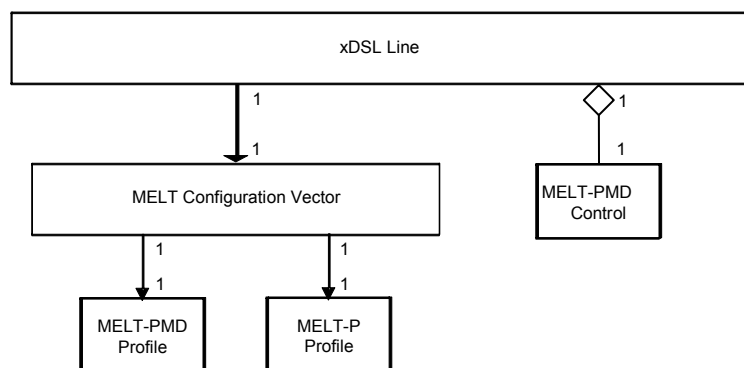 xDSL Line
1
1
1
1
MELT Configuration Vector
MELT-PMD
Control
1
1
1
1
MELT-PMD
Profile
MELT-P
Profile